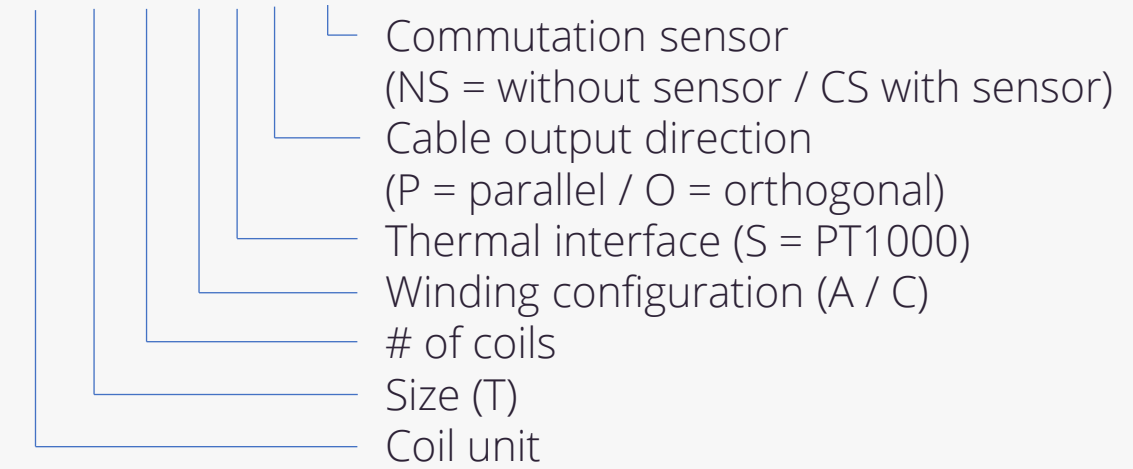 Commutation sensor
(NS = without sensor / CS with sensor)
Cable output direction
(P = parallel / O = orthogonal)
Thermal interface (S = PT1000)
Winding configuration (A / C)
# of coils
Size (T)
Coil unit